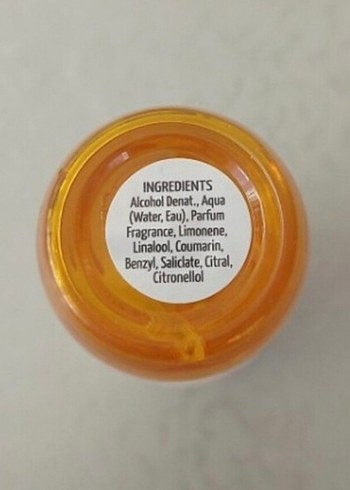 INGREDIENTS
Alcohol Denat., Aqua
(Water, Eau), Parfum
Fragrance, Limonene,
Linalool, Coumarin,
Benzyl, Saliclate, Citral,
Citronellol